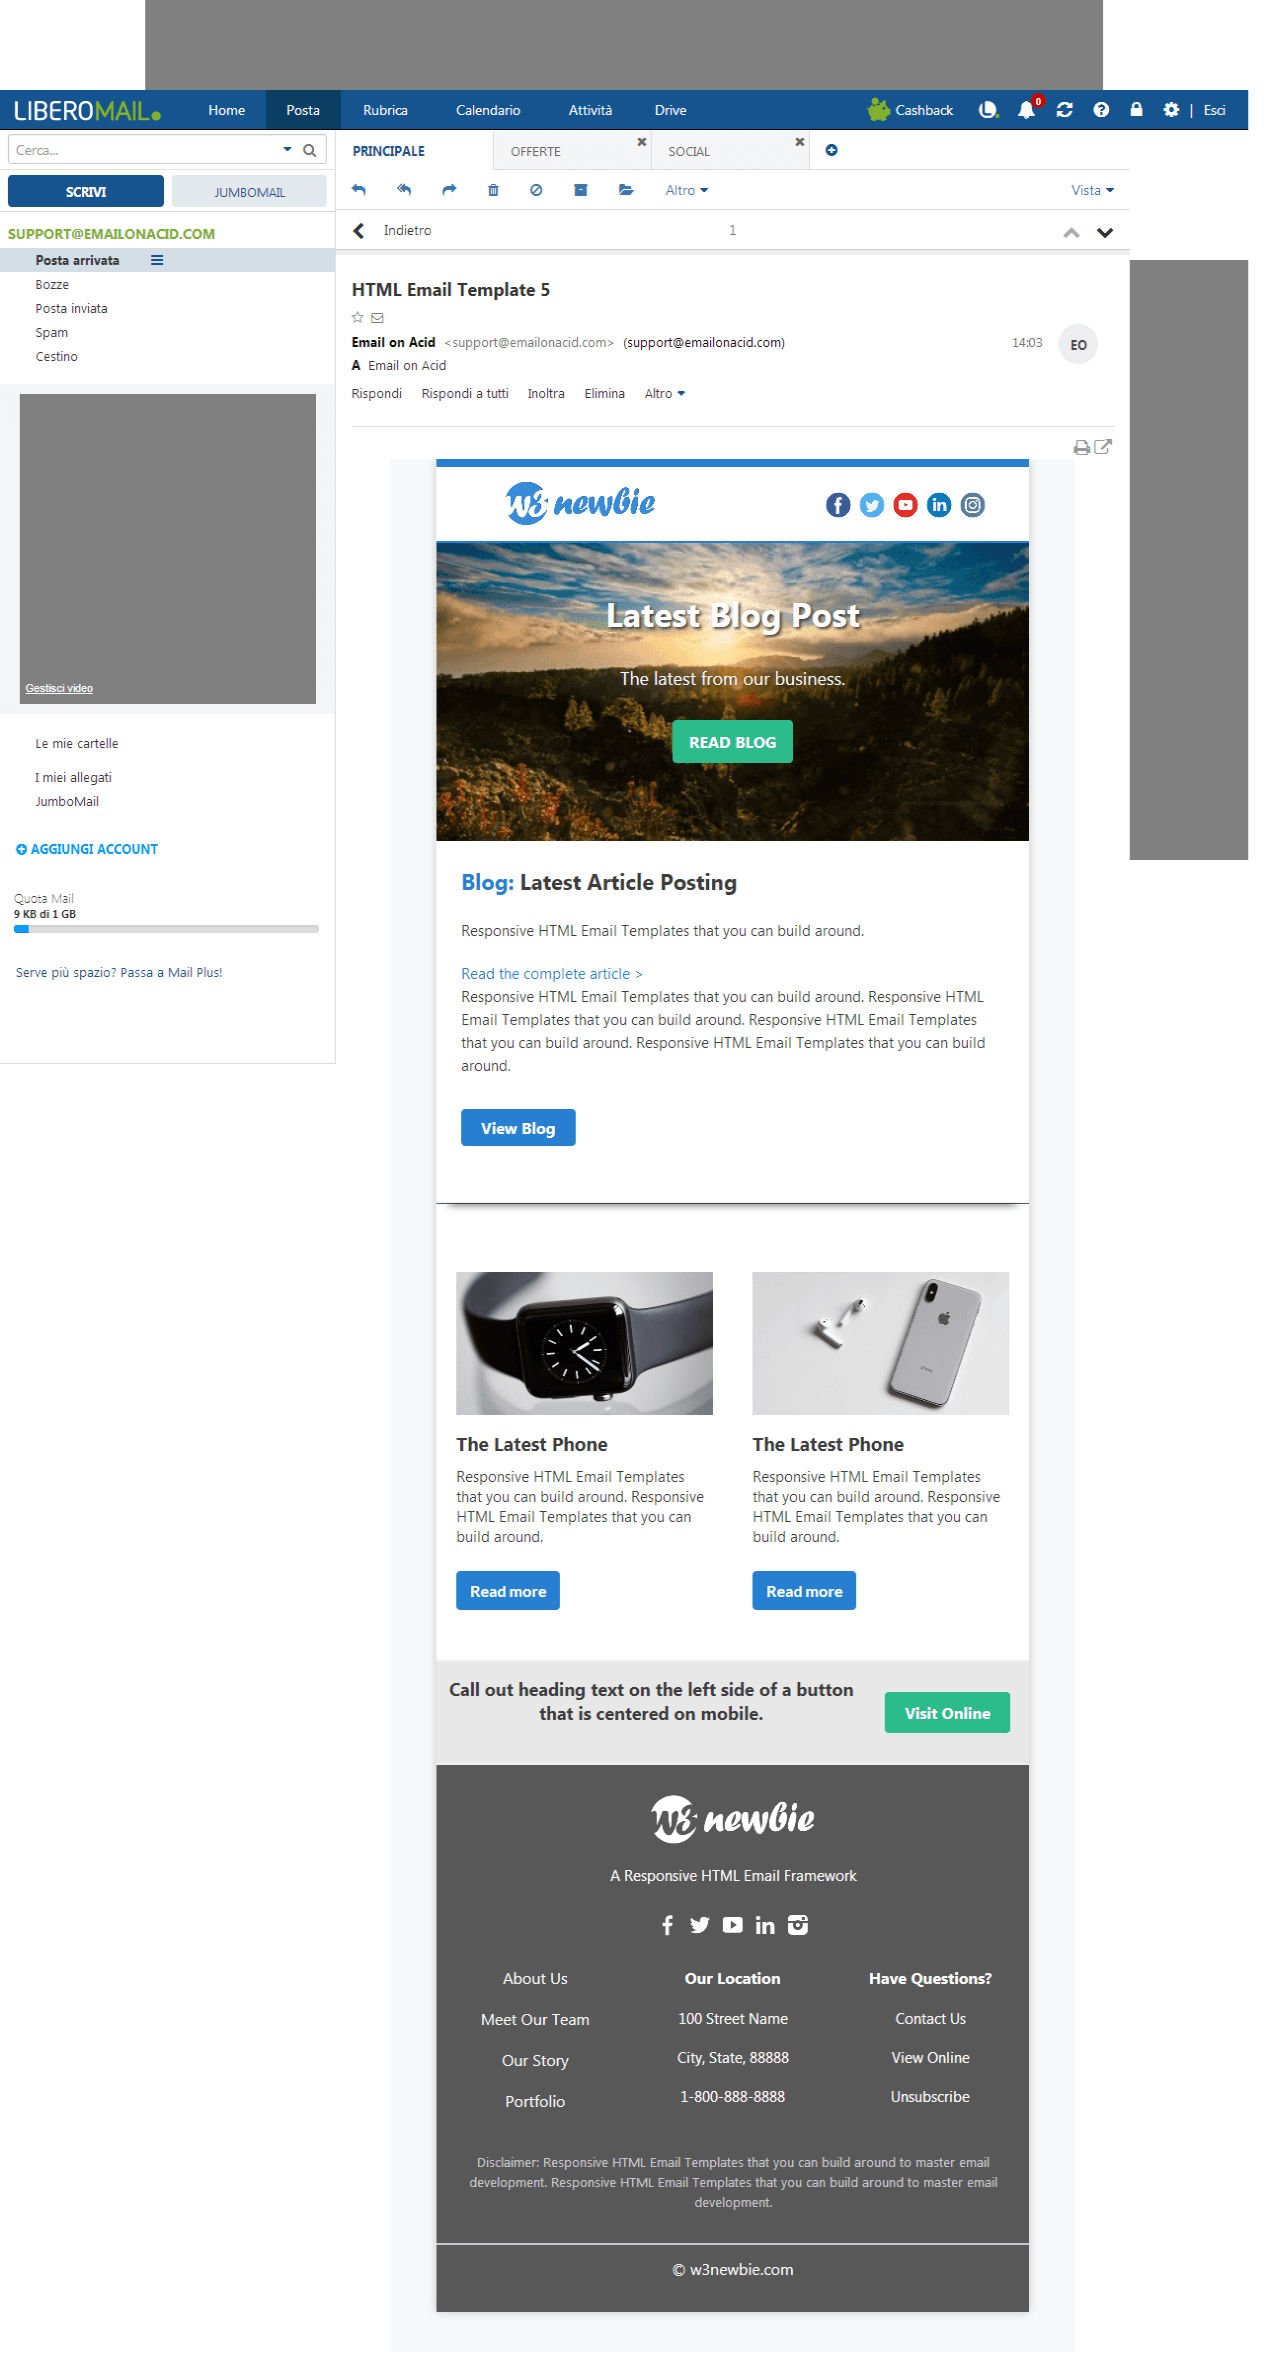 LIBEROMAIL.
Home Posta Rubrica Calendario Attività Drive Cashback 0 | Esci
Cerca...
SCRIVI JUMBOMAIL
SUPPORT@EMAILONACID.COM
Posta arrivata
Bozze
Posta inviata
Spam
Cestino
Gestisci video
Le mie cartelle
I miei allegati
JumboMail
AGGIUNGI ACCOUNT
Quota Mail
9 KB di 1 GB
Serve più spazio? Passa a Mail Plus!
PRINCIPALE OFFERTE SOCIAL
Altro Vista
Indietro 1
HTML Email Template 5
Email on Acid <support@emailonacid.com> (support@emailonacid.com) 14:03 EO
A Email on Acid
Rispondi Rispondi a tutti Inoltra Elimina Altro
w3 newbie
Latest Blog Post
The latest from our business.
READ BLOG
Blog: Latest Article Posting
Responsive HTML Email Templates that you can build around.
Read the complete article >
Responsive HTML Email Templates that you can build around. Responsive HTML
Email Templates that you can build around. Responsive HTML Email Templates
that you can build around. Responsive HTML Email Templates that you can build
around.
View Blog
The Latest Phone
Responsive HTML Email Templates
that you can build around. Responsive
HTML Email Templates that you can
build around.
Read more
The Latest Phone
Responsive HTML Email Templates
that you can build around. Responsive
HTML Email Templates that you can
build around.
Read more
Call out heading text on the left side of a button
that is centered on mobile.
Visit Online
w3 newbie
A Responsive HTML Email Framework
About Us
Meet Our Team
Our Story
Portfolio
Our Location
100 Street Name
City, State, 88888
1-800-888-8888
Have Questions?
Contact Us
View Online
Unsubscribe
Disclaimer: Responsive HTML Email Templates that you can build around to master email
development. Responsive HTML Email Templates that you can build around to master email
development.
© w3newbie.com